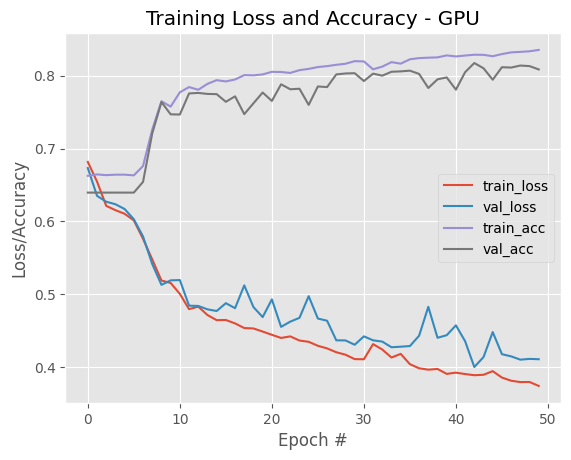 Training Loss and Accuracy - GPU
Loss/Accuracy
0.8
0.7
0.6
0.5
0.4
train_loss
val_loss
train_acc
val_acc
0 10 20 30 40 50
Epoch #